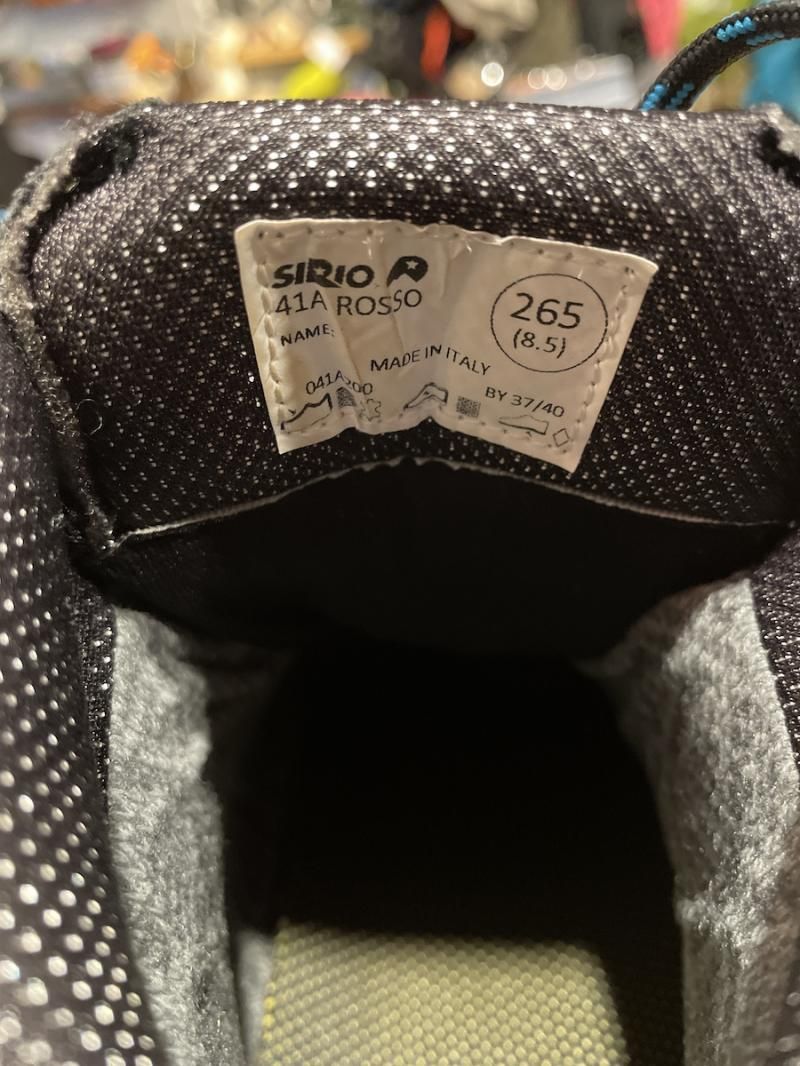 SIRIO
41A ROSSO
NAME:
265
(8.5)
MADE IN ITALY
BY 37/40